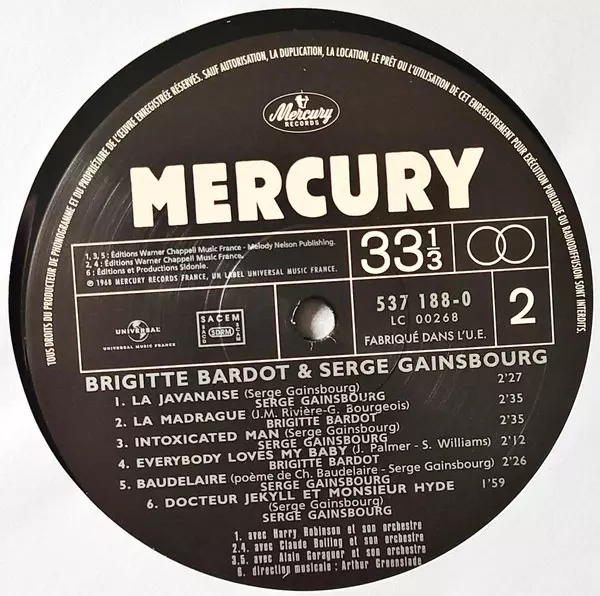 TOUS DROITS DU PRODUCTEUR DE PHONOGRAMME ET DU PROPRIÉTAIRE DE L'ŒUVRE ENREGISTRÉE RÉSERVÉS. SAUF AUTORISATION, LA DUPLICATION, LA LOCATION, LE PRÊT OU L'UTILISATION DE CET ENREGISTREMENT POUR EXÉCUTION PUBLIQUE OU RADIODIFFUSION SONT INTERDITS.
Mercury
RECORDS
MERCURY
1, 3, 5 : Éditions Warner Chappell Music France - Melody Nelson Publishing.
2, 4 : Éditions Warner Chappell Music France.
6 : Éditions et Productions Sidonie.
℗ 1968 MERCURY RECORDS FRANCE, UN LABEL UNIVERSAL MUSIC FRANCE.
33 1/3
UNIVERSAL
UNIVERSAL MUSIC FRANCE
SACEM
SACD
SDRM
SCAM
537 188-0
LC 00268
FABRIQUÉ DANS L'U.E.
2
BRIGITTE BARDOT & SERGE GAINSBOURG
1. LA JAVANAISE (Serge Gainsbourg) 2'27
SERGE GAINSBOURG
2. LA MADRAGUE (J.M. Rivière-G. Bourgeois) 2'35
BRIGITTE BARDOT
3. INTOXICATED MAN (Serge Gainsbourg) 2'35
SERGE GAINSBOURG
4. EVERYBODY LOVES MY BABY (J. Palmer - S. Williams) 2'12
BRIGITTE BARDOT
5. BAUDELAIRE (poème de Ch. Baudelaire - Serge Gainsbourg) 2'26
SERGE GAINSBOURG
6. DOCTEUR JEKYLL ET MONSIEUR HYDE 1'59
(Serge Gainsbourg)
SERGE GAINSBOURG
1. avec Harry Robinson et son orchestre
2.4. avec Claude Bolling et son orchestre
3.5. avec Alain Goraguer et son orchestre
6. direction musicale : Arthur Greenslade